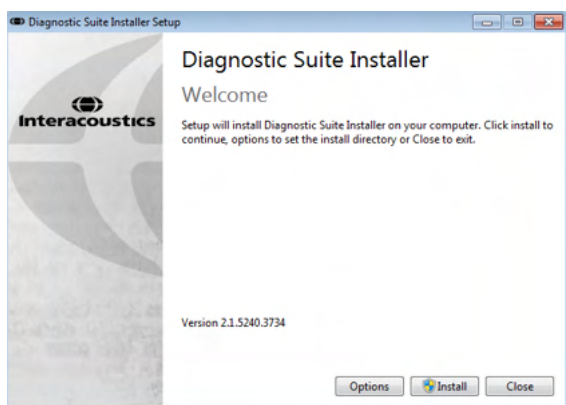 Diagnostic Suite Installer Setup
Diagnostic Suite Installer
Welcome
Interacoustics
Setup will install Diagnostic Suite Installer on your computer. Click install to
continue, options to set the install directory or Close to exit.
Version 2.1.5240.3734
Options Install Close